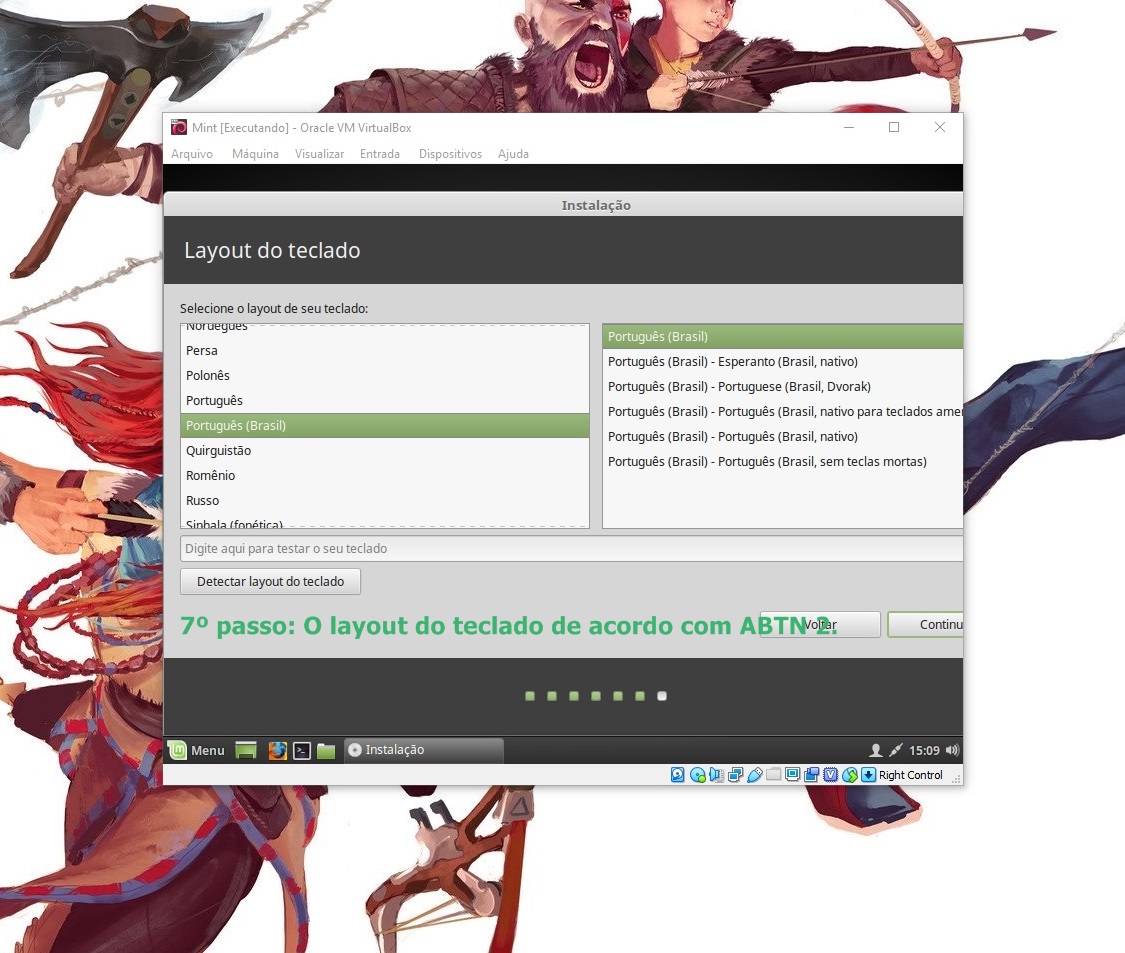 Mint [Executando] - Oracle VM VirtualBox
Arquivo Máquina Visualizar Entrada Dispositivos Ajuda
Instalação
Layout do teclado
Selecione o layout de seu teclado:
Norueguês
Persa
Polonês
Português
Português (Brasil)
Quirguistão
Romênio
Russo
Sinhala (fonética)
Português (Brasil)
Português (Brasil) - Esperanto (Brasil, nativo)
Português (Brasil) - Portuguese (Brasil, Dvorak)
Português (Brasil) - Português (Brasil, nativo para teclados amer
Português (Brasil) - Português (Brasil, nativo)
Português (Brasil) - Português (Brasil, sem teclas mortas)
Digite aqui para testar o seu teclado
Detectar layout do teclado
7º passo: O layout do teclado de acordo com ABTN 2.
Voltar Continu
Menu Instalação 15:09
Right Control